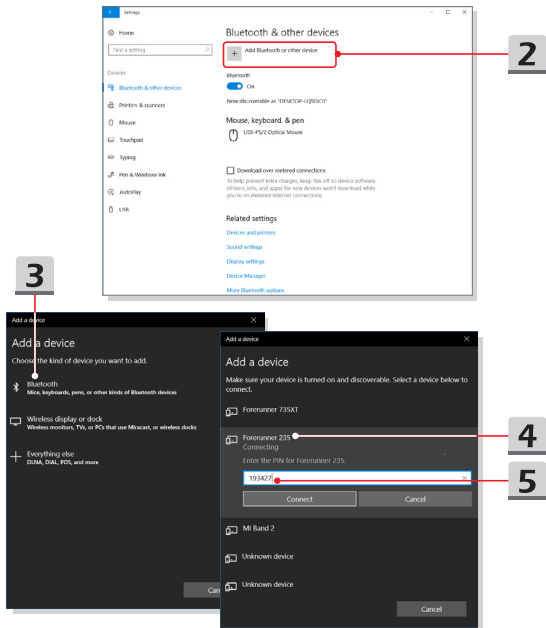 Settings
Home
Find a setting
Devices
Bluetooth & other devices
Printers & scanners
Mouse
Touchpad
Typing
Pen & Windows Ink
AutoPlay
USB
Bluetooth & other devices
Add Bluetooth or other device
Bluetooth
On
Now discoverable as
Mouse, keyboard, & pen
USB-PS/2 Optical Mouse
Download over metered connections
To help prevent extra charges, keep this off so device software
(drivers, info, and apps) for new devices won't download while
you're on metered Internet connections.
Related settings
Devices and printers
Sound settings
Display settings
Device Manager
More Bluetooth options
2
3
Add a device
Add a device
Choose the kind of device you want to add.
Bluetooth
Mice, keyboards, pens, or other kinds of Bluetooth devices
Wireless display or dock
Wireless monitors, TVs, or PCs that use Miracast, or wireless docks
Everything else
DLNA, DIAL, POS, and more
Can
Add a device
Add a device
Make sure your device is turned on and discoverable. Select a device below to
connect.
Forerunner 735XT
Forerunner 235
Connecting
Enter the PIN for Forerunner 235.
193427
Connect
Cancel
MI Band 2
Unknown device
Unknown device
Cancel
4
5